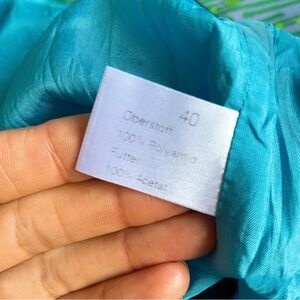 40
Oberstoff
100% Polyamid
Futter
100% Acetat